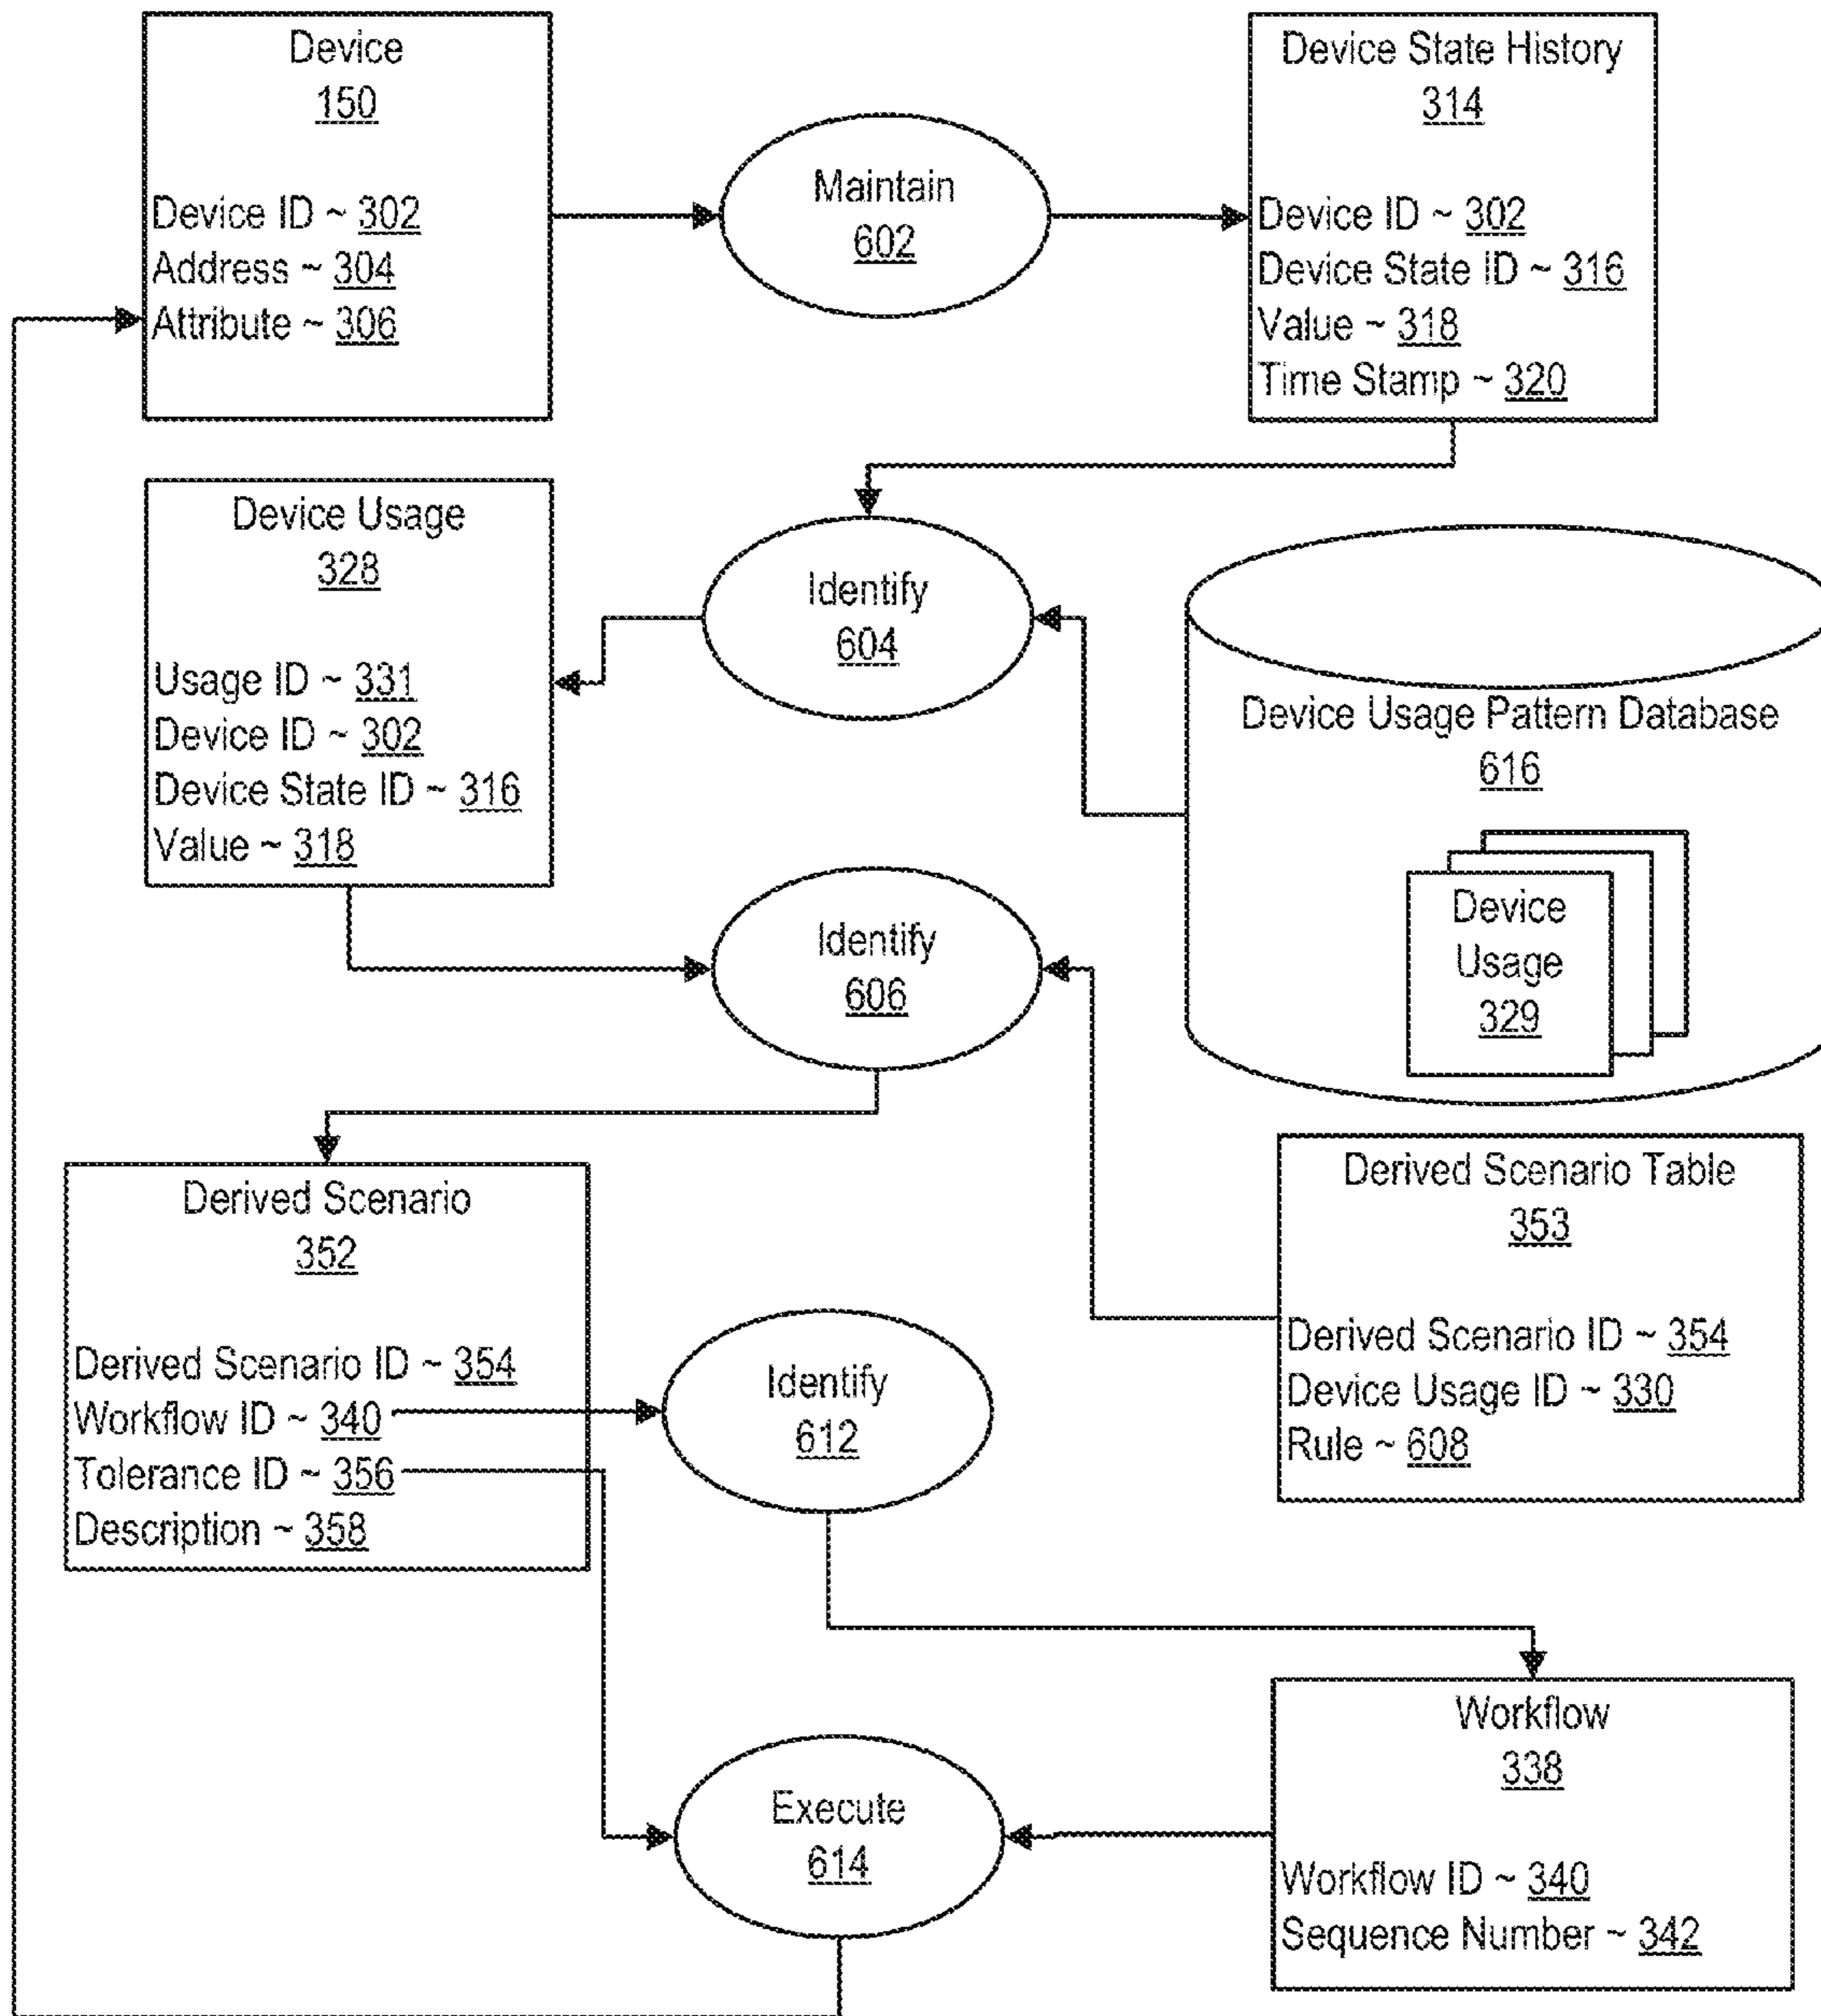 Device
150
Device ID ~ 302
Address ~ 304
Attribute ~ 306
Maintain
602
Device State History
314
Device ID ~ 302
Device State ID ~ 316
Value ~ 318
Time Stamp ~ 320
Device Usage
328
Usage ID ~ 331
Device ID ~ 302
Device State ID ~ 316
Value ~ 318
Identify
604
Device Usage Pattern Database
616
Device
Usage
329
Identify
606
Derived Scenario
352
Derived Scenario ID ~ 354
Workflow ID ~ 340
Tolerance ID ~ 356
Description ~ 358
Identify
612
Derived Scenario Table
353
Derived Scenario ID ~ 354
Device Usage ID ~ 330
Rule ~ 608
Execute
614
Workflow
338
Workflow ID ~ 340
Sequence Number ~ 342